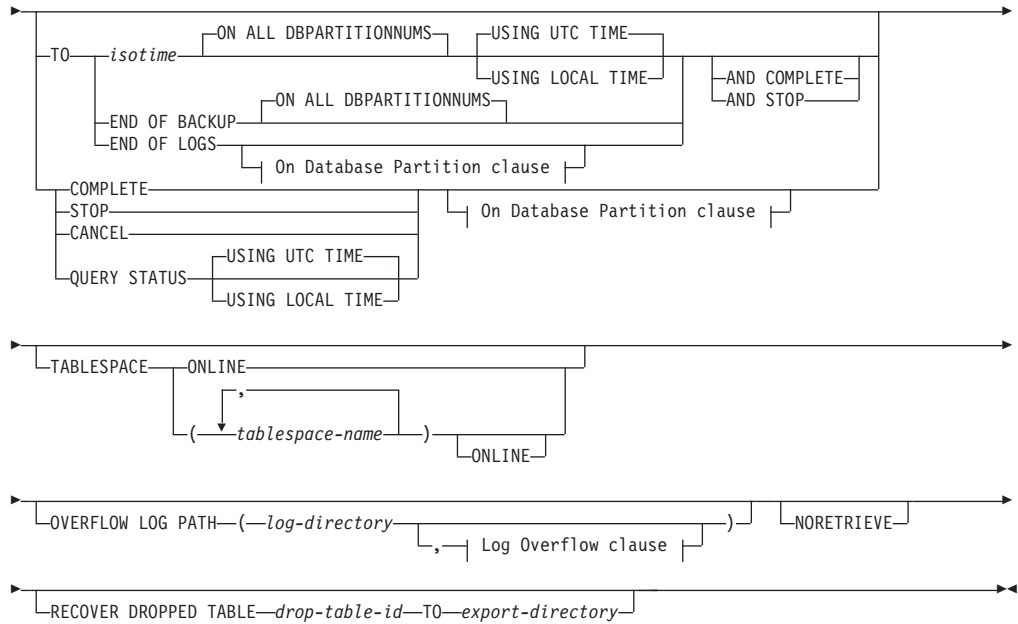 ON ALL DBPARTITIONNUMS USING UTC TIME
TO isotime
USING LOCAL TIME AND COMPLETE
ON ALL DBPARTITIONNUMS AND STOP
END OF BACKUP
END OF LOGS
On Database Partition clause
COMPLETE
STOP On Database Partition clause
CANCEL
USING UTC TIME
QUERY STATUS
USING LOCAL TIME
TABLESPACE ONLINE
,
( tablespace-name )
ONLINE
OVERFLOW LOG PATH ( log-directory ) NORETRIEVE
, Log Overflow clause
RECOVER DROPPED TABLE drop-table-id TO export-directory